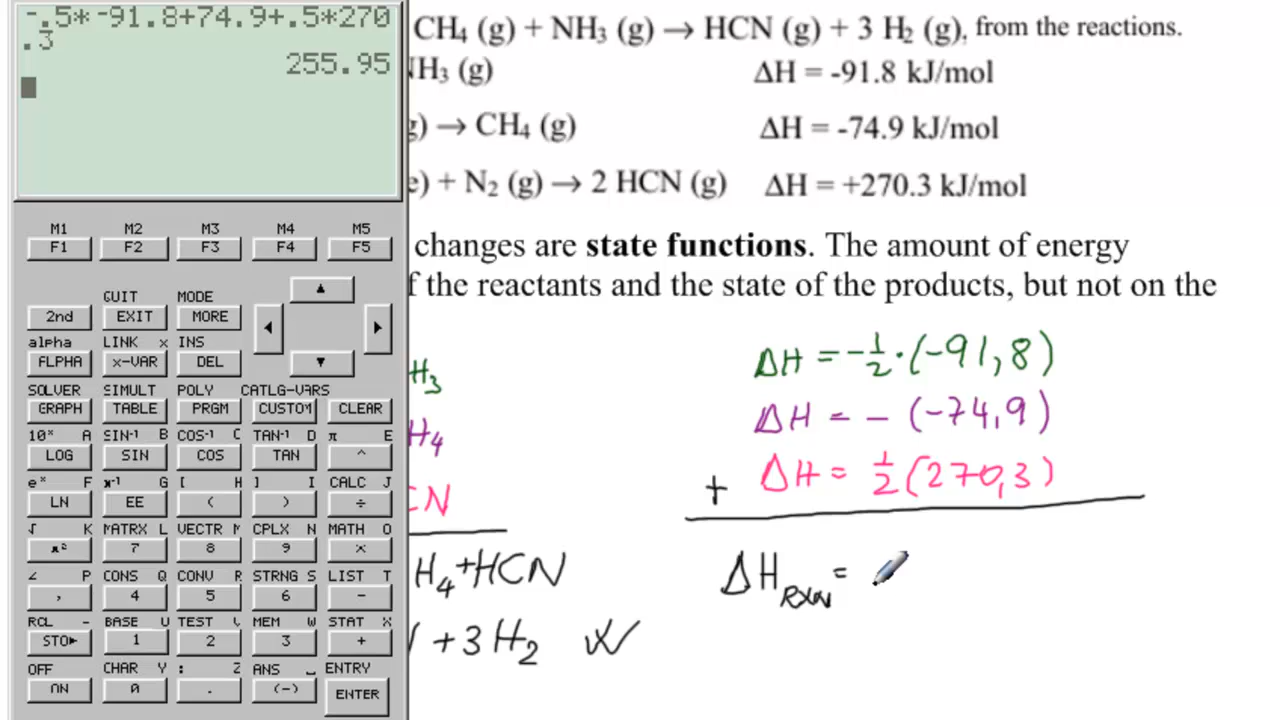 -.5*-91.8+74.9+.5*270
.3
255.95
CH₄ (g) + NH₃ (g) → HCN (g) + 3 H₂ (g), from the reactions.
NH₃ (g) ΔH = -91.8 kJ/mol
g) → CH₄ (g) ΔH = -74.9 kJ/mol
e) + N₂ (g) → 2 HCN (g) ΔH = +270.3 kJ/mol
changes are state functions. The amount of energy
f the reactants and the state of the products, but not on the
H₃ ΔH = -½·(-91,8)
H₄ ΔH = - (-74,9)
CN + ΔH = ½(270,3)
H₄+HCN ΔH RXN =
+3H₂
M1 M2 M3 M4 M5
F1 F2 F3 F4 F5
QUIT MODE
2nd EXIT MORE
alpha LINK x INS
ALPHA x-VAR DEL
SOLVER SIMULT POLY CATLG-VARS
GRAPH TABLE PRGM CUSTOM CLEAR
10ˣ A SIN⁻¹ B COS⁻¹ C TAN⁻¹ D π E
LOG SIN COS TAN ^
eˣ F x⁻¹ G [ H ] I CALC J
LN EE ( ) ÷
√ K MATRX L VECTR M CPLX N MATH O
x² 7 8 9 ×
∠ P CONS Q CONV R STRNG S LIST T
, 4 5 6 -
RCL = BASE U TEST V MEM W STAT X
STO▸ 1 2 3 +
OFF CHAR Y : Z ANS ␣ ENTRY
ON 0 . (-) ENTER